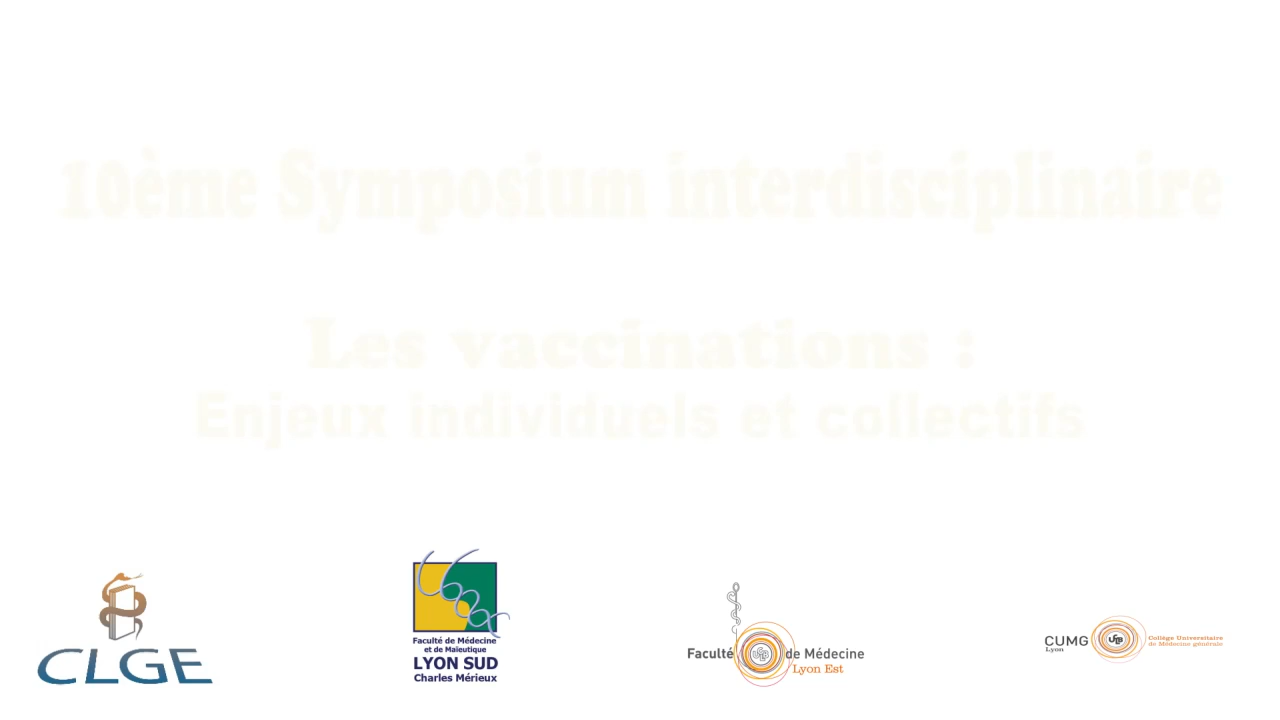 10ème Symposium interdisciplinaire
Les vaccinations :
Enjeux individuels et collectifs
CLGE
Faculté de Médecine
et de Maïeutique
LYON SUD
Charles Mérieux
Faculté de Médecine
Lyon Est
CUMG
Lyon
Collège Universitaire
de Médecine générale